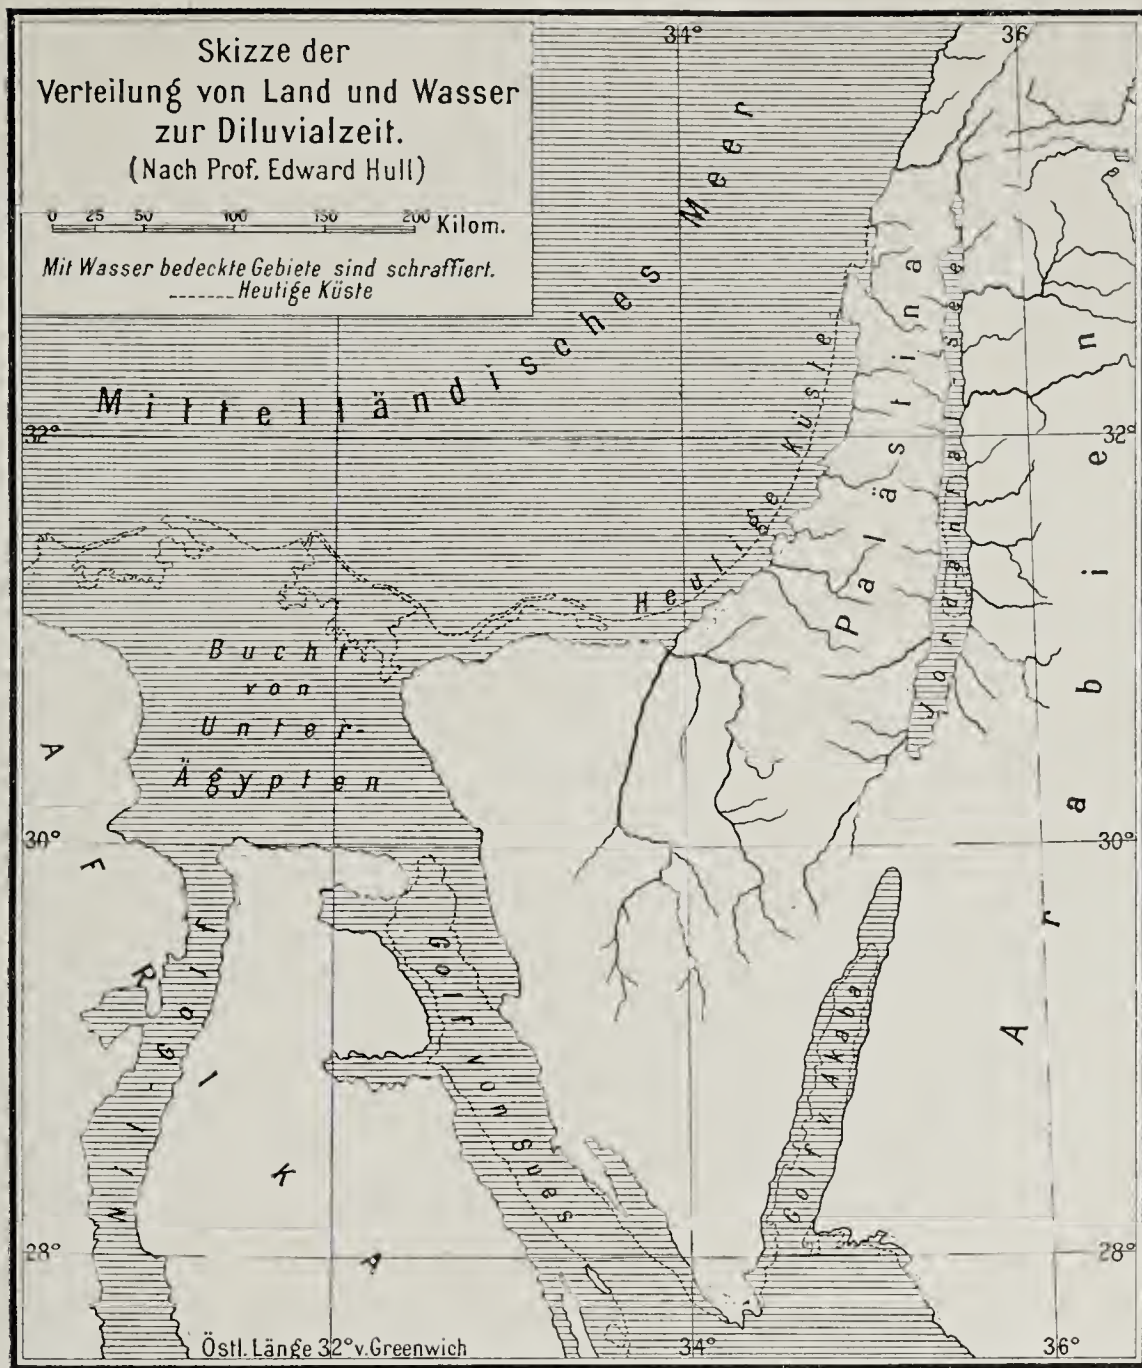 Skizze der
Verteilung von Land und Wasser
zur Diluvialzeit.
(Nach Prof. Edward Hull)
0 25 50 100 150 200 Kilom.
Mit Wasser bedeckte Gebiete sind schraffiert.
------ Heutige Küste
34°
36
Mittelländisches Meer
32°
32°
Heutige Küste
Palästina
Jordantal-see
Arabien
Bucht
von
Unter-
Ägypten
AFRIKA
30°
30°
Nil-Golf
Golf von Sues
Golf v. Akaba
28°
28°
Östl. Länge 32° v. Greenwich
34°
36°